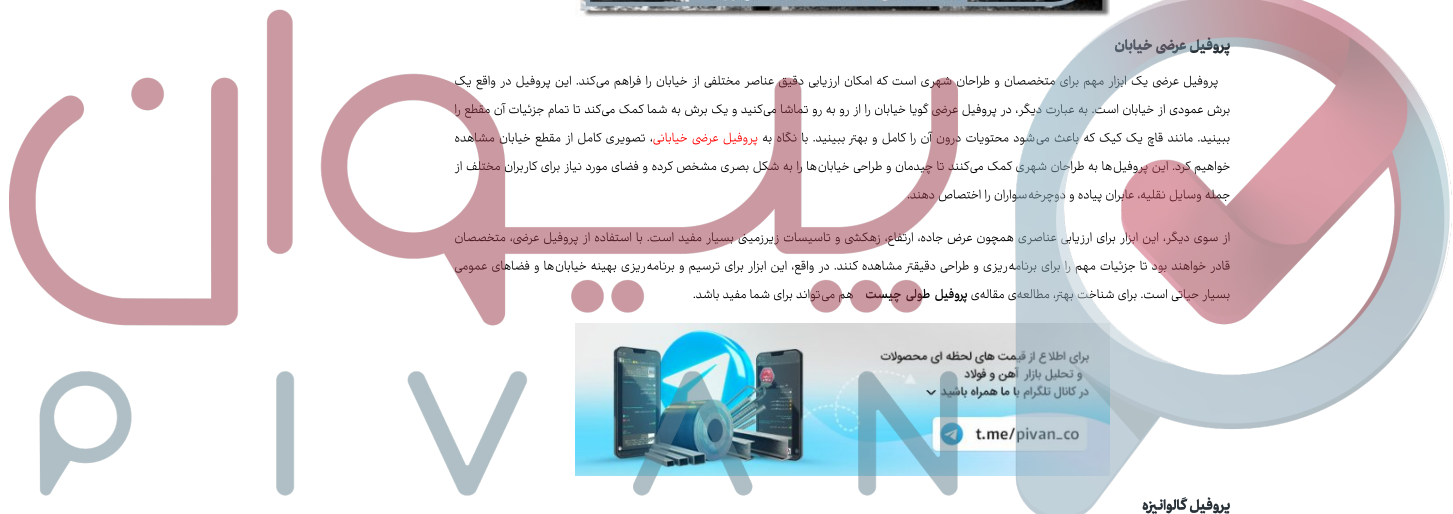 پروفیل عرضی خیابان
پروفیل عرضی یک ابزار مهم برای متخصصان و طراحان شهری است که امکان ارزیابی دقیق عناصر مختلفی از خیابان را فراهم می‌کند. این پروفیل در واقع یک
برش عمودی از خیابان است. به عبارت دیگر، در پروفیل عرضی گویا خیابان را از رو به رو تماشا می‌کنید و یک برش به شما کمک می‌کند تا تمام جزئیات آن مقطع را
ببینید. مانند قاچ یک کیک که باعث می‌شود محتویات درون آن را کامل و بهتر ببینید. با نگاه به پروفیل عرضی خیابانی، تصویری کامل از مقطع خیابان مشاهده
خواهیم کرد. این پروفیل‌ها به طراحان شهری کمک می‌کنند تا چیدمان و طراحی خیابان‌ها را به شکل بصری مشخص کرده و فضای مورد نیاز برای کاربران مختلف از
جمله وسایل نقلیه، عابران پیاده و دوچرخه‌سواران را اختصاص دهند.
از سوی دیگر، این ابزار برای ارزیابی عناصری همچون عرض جاده، ارتفاع، زهکشی و تاسیسات زیرزمینی بسیار مفید است. با استفاده از پروفیل عرضی، متخصصان
قادر خواهند بود تا جزئیات مهم را برای برنامه‌ریزی و طراحی دقیقتر مشاهده کنند. در واقع، این ابزار برای ترسیم و برنامه‌ریزی بهینه خیابان‌ها و فضاهای عمومی
بسیار حیاتی است. برای شناخت بهتر، مطالعه‌ی مقاله‌ی پروفیل طولی چیست هم می‌تواند برای شما مفید باشد.
پیوان
PIVAN
برای اطلاع از قیمت های لحظه ای محصولات
و تحلیل بازار آهن و فولاد
در کانال تلگرام با ما همراه باشید
t.me/pivan_co
پروفیل گالوانیزه